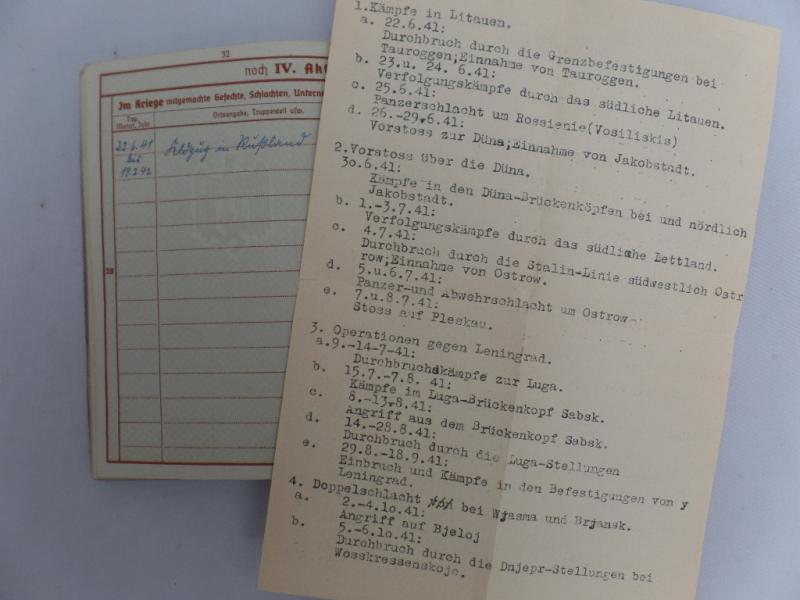 32
noch IV. Akt
Im Kriege mitgemachte Gefechte, Schlachten, Untern
Tag, Monat, Jahr
Ortsangabe, Truppenteil usw.
22.6.41 Feldzug in Rußland
bis
19.2.42
28
1.Kämpfe in Litauen.
a. 22.6.41:
Durchbruch durch die Grenzbefestigungen bei
Tauroggen;Einnahme von Tauroggen.
b. 23.u. 24. 6.41:
Verfolgungskämpfe durch das südliche Litauen.
c. 25.6.41:
Panzerschlacht um Rossienie(Vosiliskis)
d. 26.-29.6.41:
Vorstoss zur Düna;Einnahme von Jakobstadt.
2.Vorstoss über die Düna.
30.6.41:
Kämpfe in den Düna-Brückenköpfen bei und nördlich
Jakobstadt.
b. 1.-3.7.41:
Verfolgungskämpfe durch das südliche Lettland.
c. 4.7.41:
Durchbruch durch die Stalin-Linie südwestlich Ostr
row;Einnahme von Ostrow.
d. 5.u.6.7.41:
Panzer-und Abwehrschlacht um Ostrow-
e. 7.u.8.7.41:
Stoss auf Pleskau.
3. Operationen gegen Leningrad.
a.9.-14-7-41:
Durchbruchskämpfe zur Luga.
b. 15.7.-7.8. 41:
Kämpfe im Luga-Brückenkopf Sabsk.
c. 8.-13.8.41:
Angriff aus dem Brückenkopf Sabsk.
d. 14.-28.8.41:
Durchbruch durch die Luga-Stellungen
e. 29.8.-18.9.41:
Einbruch und Kämpfe in den Befestigungen von y
Leningrad.
4. Doppelschlacht bei Wjasma und Brjansk.
a. 2.-4.10.41:
Angriff auf Bjeloj
b. 5.-6.10.41:
Durchbruch durch die Dnjepr-Stellungen bei
Wosskressenskoje.